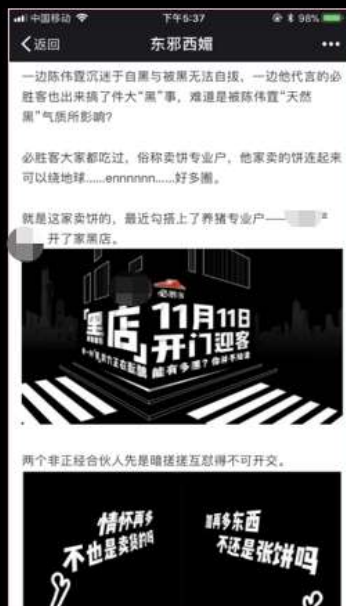 中国移动 下午5:37 98%
返回 东邪西媚
一边陈伟霆沉迷于自黑与被黑无法自拔，一边他代言的必
胜客也出来搞了件大“黑”事，难道是被陈伟霆“天然
黑”气质所影响？
必胜客大家都吃过，俗称卖饼专业户，他家卖的饼连起来
可以绕地球......ennnnnn......好多圈。
就是这家卖饼的，最近勾搭上了养猪专业户——
开了家黑店。
必胜客
「黑店」
11月11日
开门迎客
能有多黑？你并不知道
两个非正经合伙人先是暗搓搓互怼得不可开交。
情怀再多
不也是卖货的吗
加再多东西
不还是张饼吗